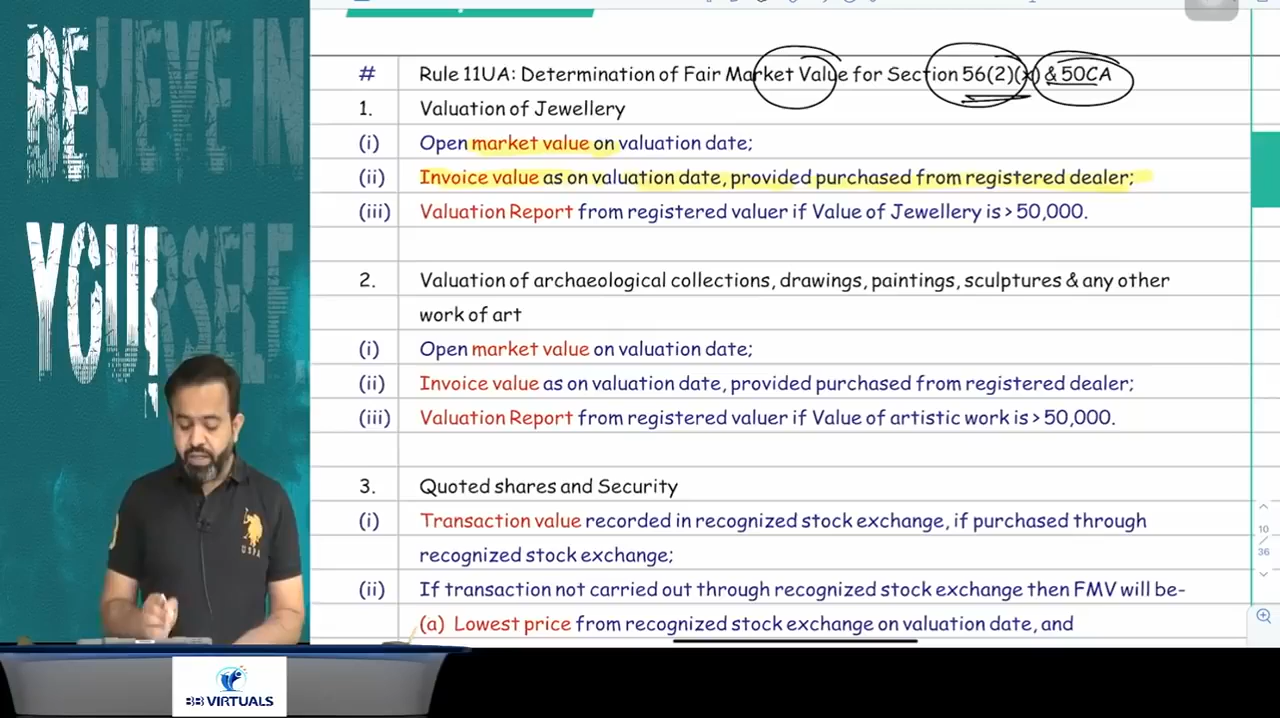 BELIEVE IN
YOURSELF
# Rule 11UA: Determination of Fair Market Value for Section 56(2)(x) & 50CA
1. Valuation of Jewellery
(i) Open market value on valuation date;
(ii) Invoice value as on valuation date, provided purchased from registered dealer;
(iii) Valuation Report from registered valuer if Value of Jewellery is > 50,000.
2. Valuation of archaeological collections, drawings, paintings, sculptures & any other
work of art
(i) Open market value on valuation date;
(ii) Invoice value as on valuation date, provided purchased from registered dealer;
(iii) Valuation Report from registered valuer if Value of artistic work is > 50,000.
3. Quoted shares and Security
(i) Transaction value recorded in recognized stock exchange, if purchased through
recognized stock exchange;
(ii) If transaction not carried out through recognized stock exchange then FMV will be-
(a) Lowest price from recognized stock exchange on valuation date, and
10
/
36
USPA
BB VIRTUALS